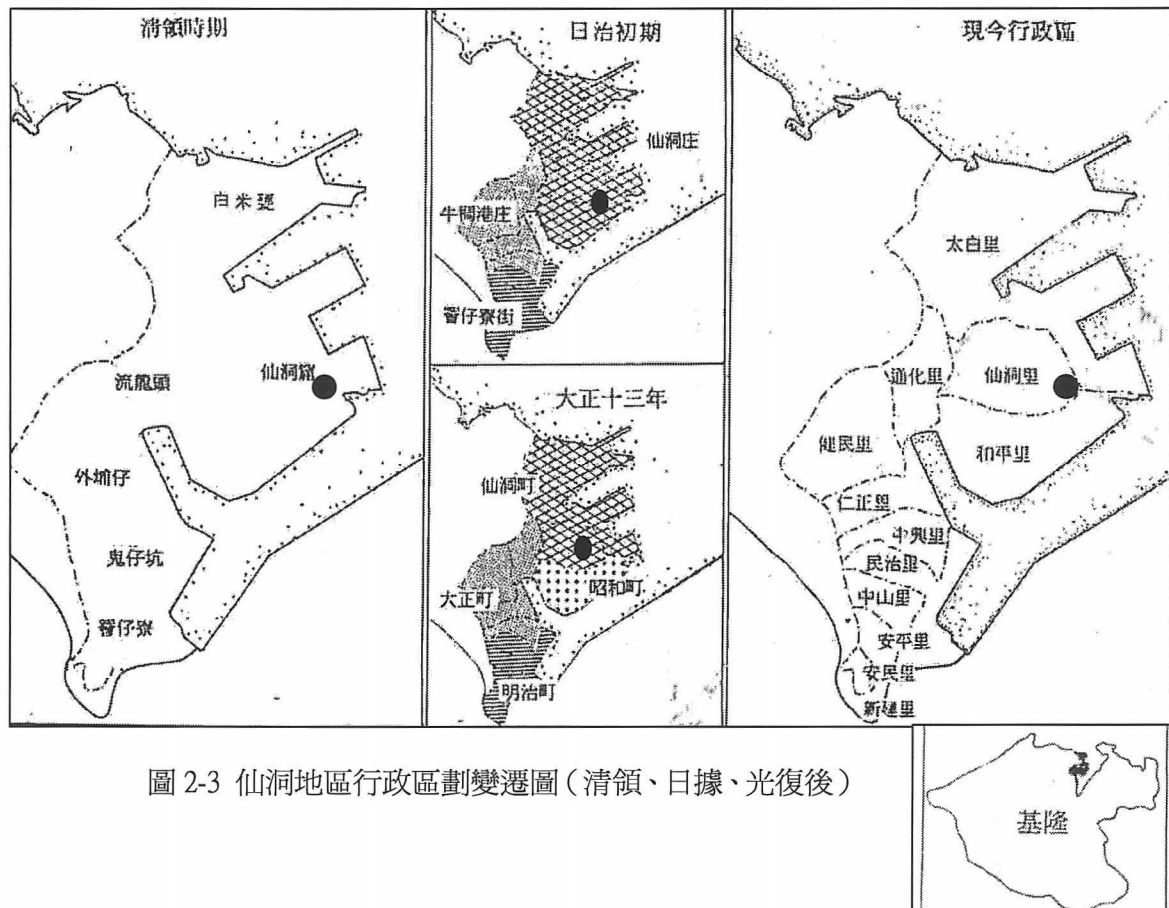 清領時期
白米甕
仙洞窟
流龍頭
外埔仔
鬼仔坑
礐仔寮
日治初期
仙洞庄
牛稠港庄
礐仔寮街
大正十三年
仙洞町
昭和町
大正町
明治町
現今行政區
太白里
仙洞里
通化里
健民里
和平里
仁正里
中興里
民治里
中山里
安平里
安民里
新建里
圖 2-3 仙洞地區行政區劃變遷圖(清領、日據、光復後)
基隆